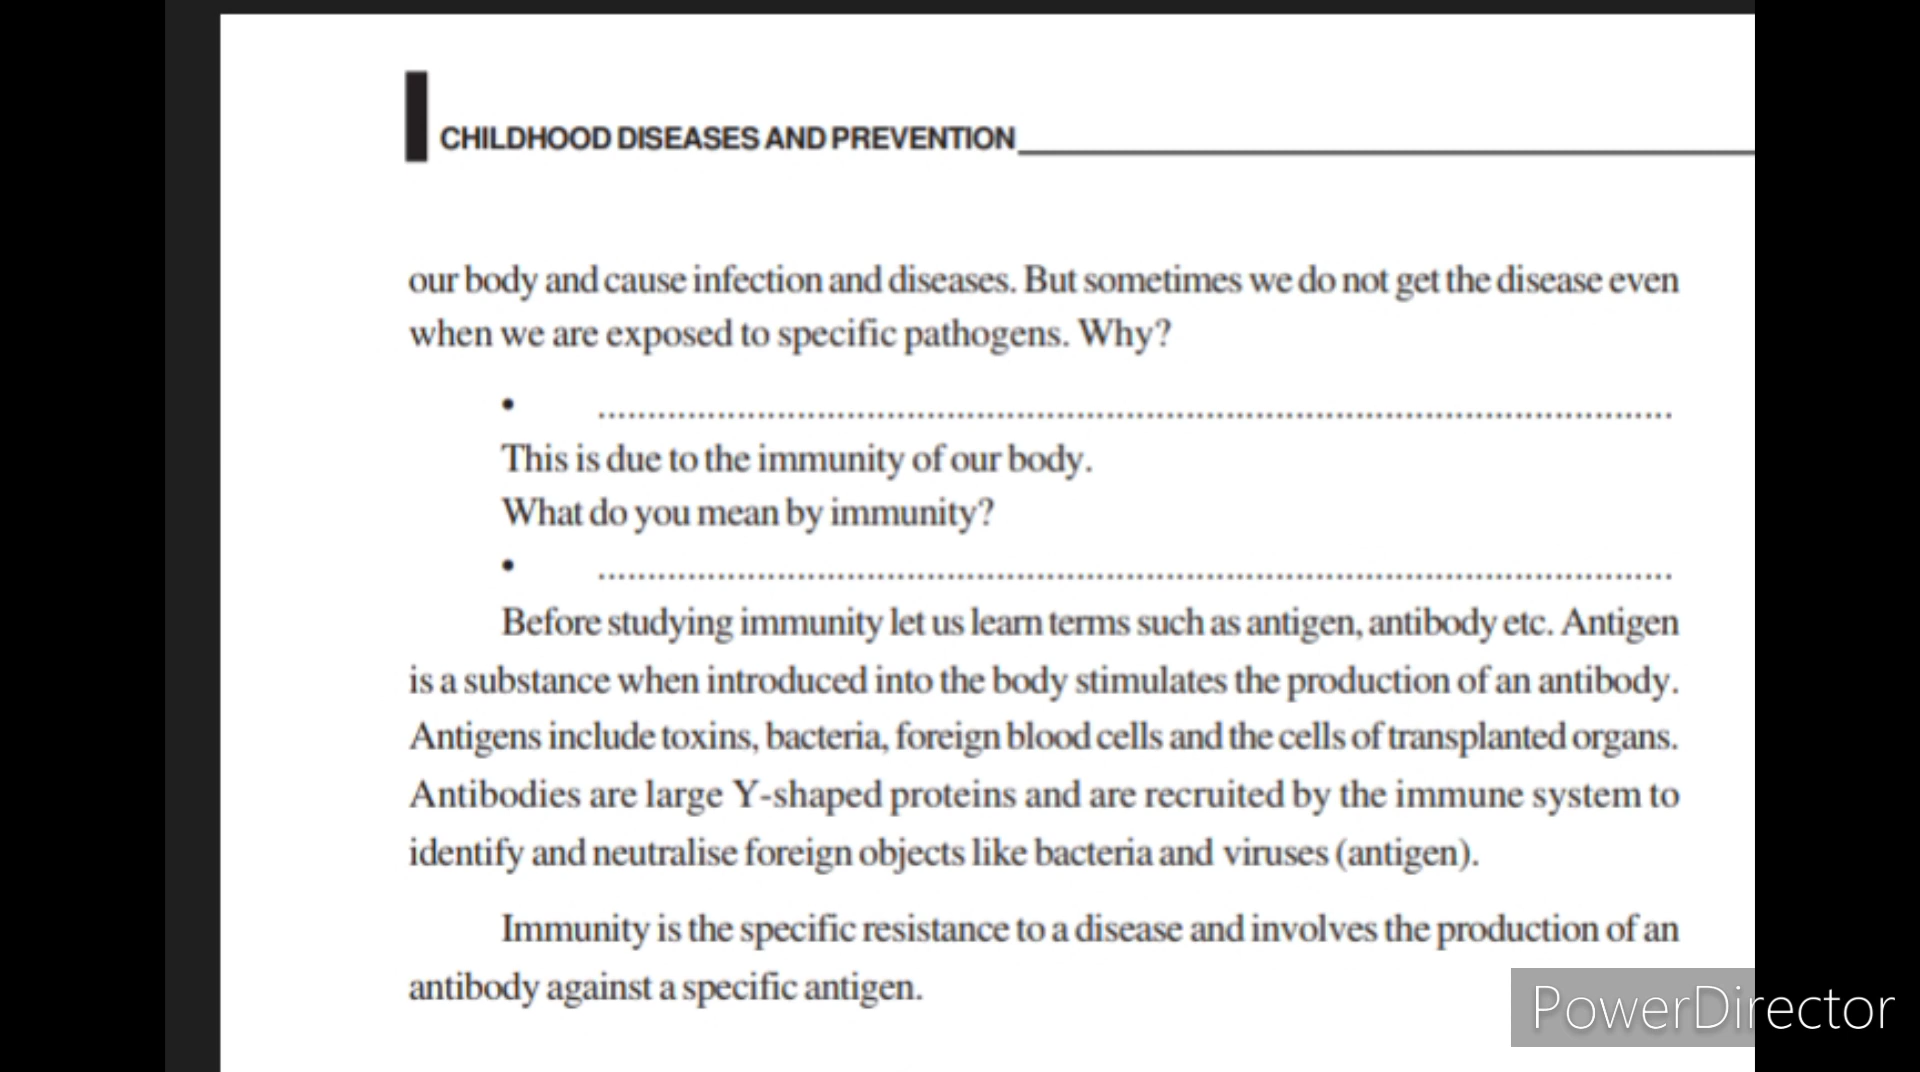 CHILDHOOD DISEASES AND PREVENTION
our body and cause infection and diseases. But sometimes we do not get the disease even
when we are exposed to specific pathogens. Why?
• ..........................................................................................................
This is due to the immunity of our body.
What do you mean by immunity?
• ..........................................................................................................
Before studying immunity let us learn terms such as antigen, antibody etc. Antigen
is a substance when introduced into the body stimulates the production of an antibody.
Antigens include toxins, bacteria, foreign blood cells and the cells of transplanted organs.
Antibodies are large Y-shaped proteins and are recruited by the immune system to
identify and neutralise foreign objects like bacteria and viruses (antigen).
Immunity is the specific resistance to a disease and involves the production of an
antibody against a specific antigen.
PowerDirector